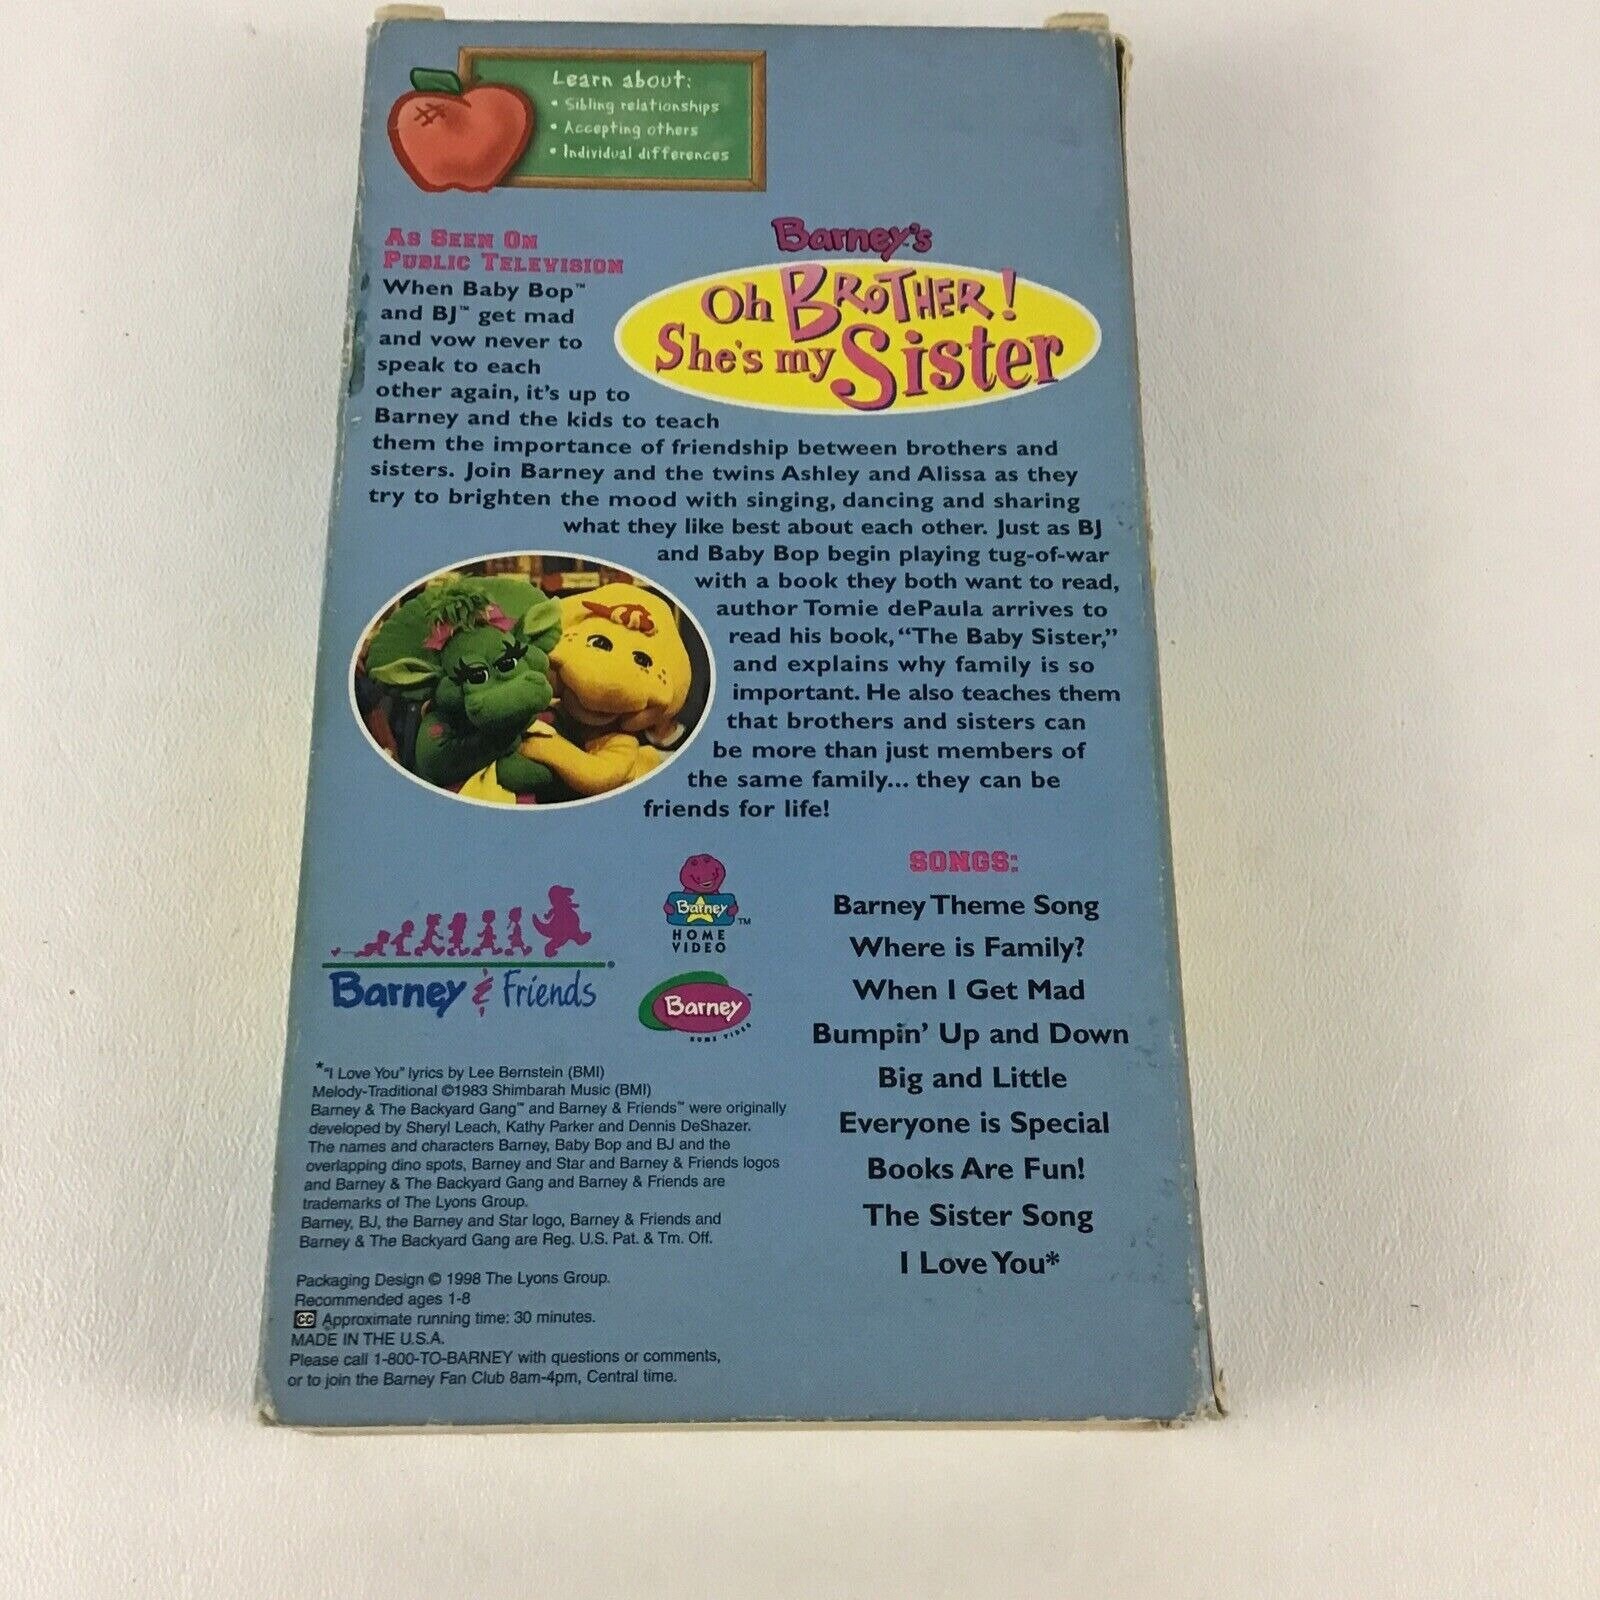 Learn about:
• Sibling relationships
• Accepting others
• Individual differences
Barney's
Oh BROTHER!
She's my Sister
As Seen On
Public Television
When Baby Bop™
and BJ™ get mad
and vow never to
speak to each
other again, it's up to
Barney and the kids to teach
them the importance of friendship between brothers and
sisters. Join Barney and the twins Ashley and Alissa as they
try to brighten the mood with singing, dancing and sharing
what they like best about each other. Just as BJ
and Baby Bop begin playing tug-of-war
with a book they both want to read,
author Tomie dePaula arrives to
read his book, “The Baby Sister,”
and explains why family is so
important. He also teaches them
that brothers and sisters can
be more than just members of
the same family... they can be
friends for life!
SONGS:
Barney Theme Song
Where is Family?
When I Get Mad
Bumpin' Up and Down
Big and Little
Everyone is Special
Books Are Fun!
The Sister Song
I Love You*
Barney & Friends
Barney™
HOME
VIDEO
Barney™
HOME VIDEO
*"I Love You" lyrics by Lee Bernstein (BMI)
Melody-Traditional ©1983 Shimbarah Music (BMI)
Barney & The Backyard Gang™ and Barney & Friends™ were originally
developed by Sheryl Leach, Kathy Parker and Dennis DeShazer.
The names and characters Barney, Baby Bop and BJ and the
overlapping dino spots, Barney and Star and Barney & Friends logos
and Barney & The Backyard Gang and Barney & Friends are
trademarks of The Lyons Group.
Barney, BJ, the Barney and Star logo, Barney & Friends and
Barney & The Backyard Gang are Reg. U.S. Pat. & Tm. Off.
Packaging Design © 1998 The Lyons Group.
Recommended ages 1-8
CC Approximate running time: 30 minutes.
MADE IN THE U.S.A.
Please call 1-800-TO-BARNEY with questions or comments,
or to join the Barney Fan Club 8am-4pm, Central time.